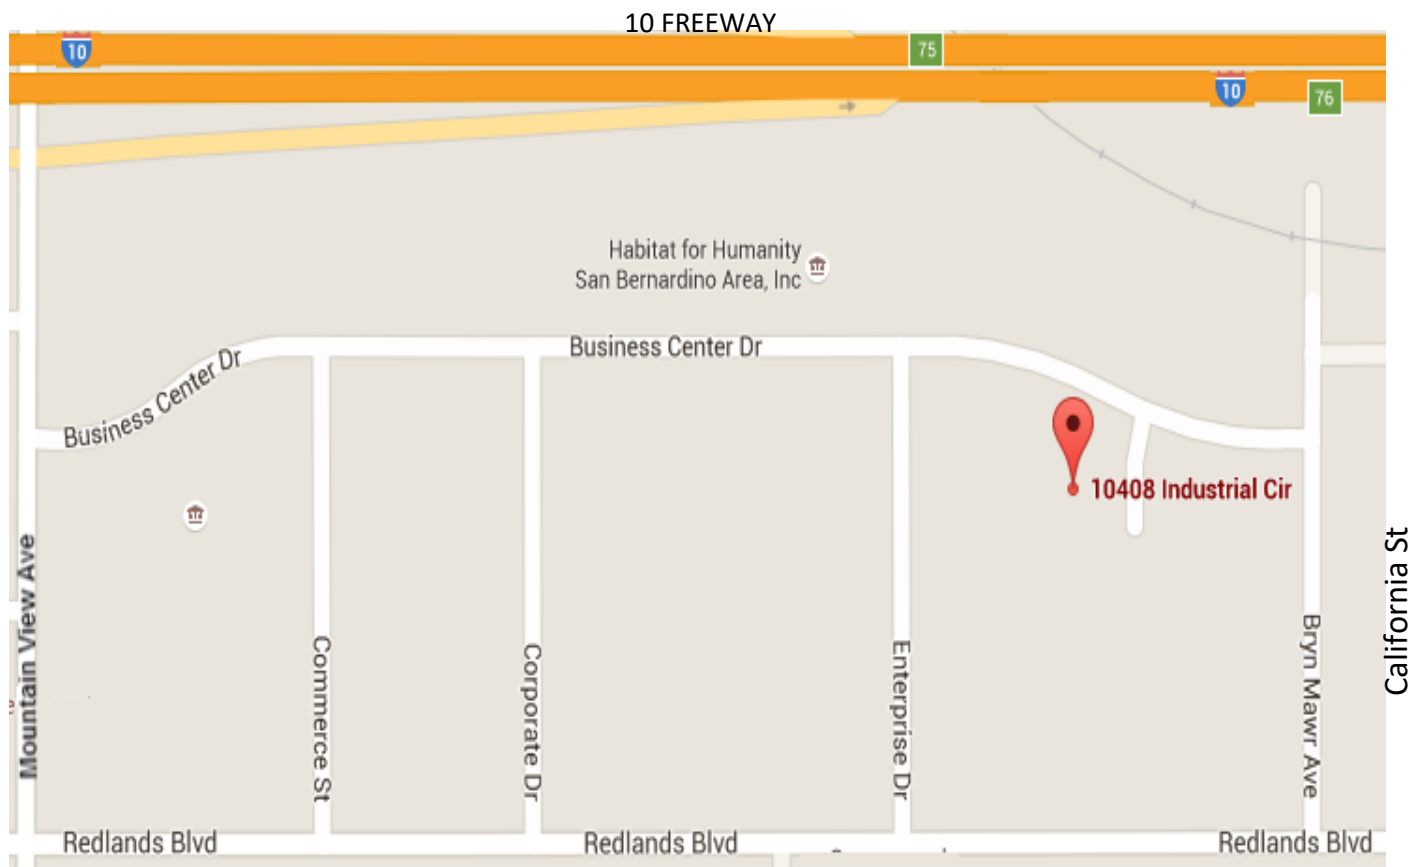 10 FREEWAY
10
75
10
76
Habitat for Humanity
San Bernardino Area, Inc
Business Center Dr
Business Center Dr
10408 Industrial Cir
California St
Mountain View Ave
Commerce St
Corporate Dr
Enterprise Dr
Bryn Mawr Ave
Redlands Blvd
Redlands Blvd
Redlands Blvd